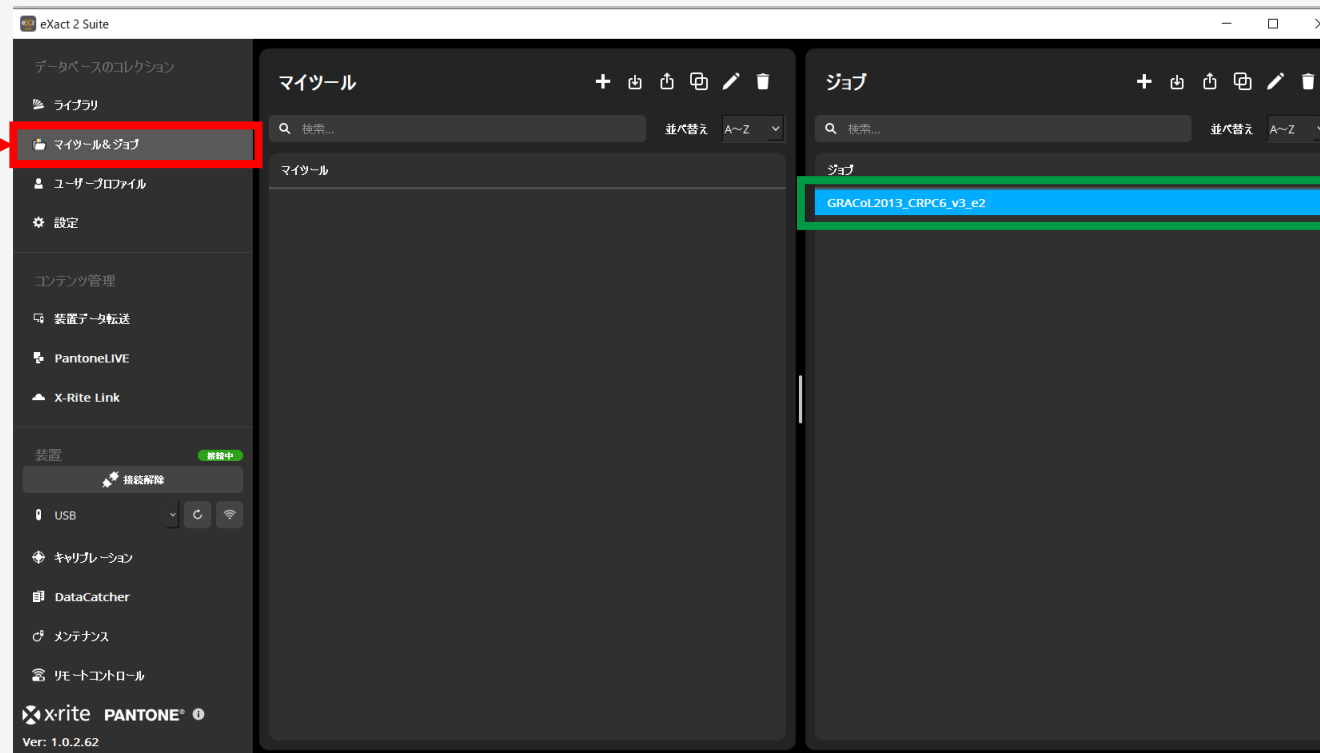 eXact 2 Suite
データベースのコレクション
ライブラリ
マイツール&ジョブ
ユーザープロファイル
設定
コンテンツ管理
装置データ転送
PantoneLIVE
X-Rite Link
装置 接続中
接続解除
USB
キャリブレーション
DataCatcher
メンテナンス
リモートコントロール
x·rite PANTONE®
Ver: 1.0.2.62
マイツール
検索... 並べ替え A～Z
マイツール
ジョブ
検索... 並べ替え A～Z
ジョブ
GRACoL2013_CRPC6_v3_e2